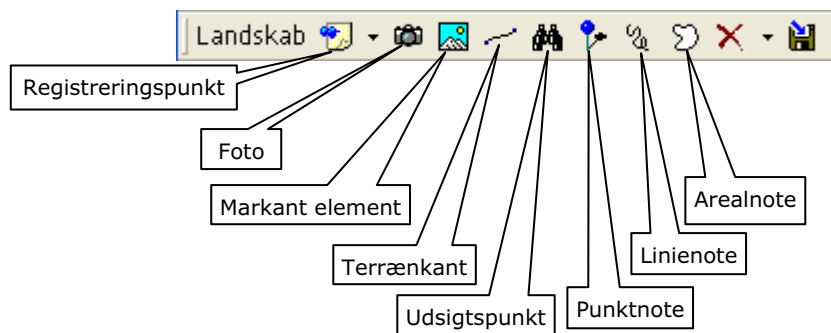 Landskab
Registreringspunkt
Foto
Markant element
Terrænkant
Udsigtspunkt
Punktnote
Linienote
Arealnote